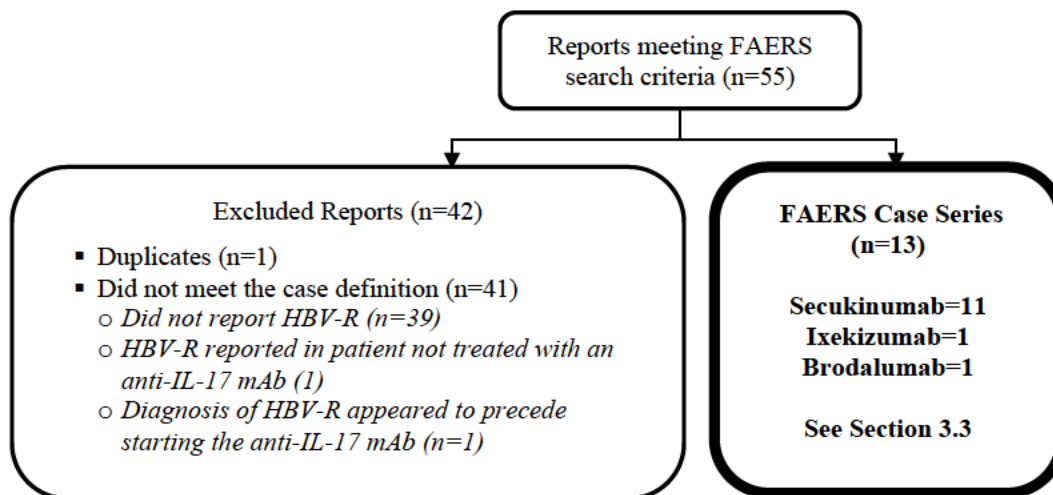 Reports meeting FAERS
search criteria (n=55)
Excluded Reports (n=42)
▪ Duplicates (n=1)
▪ Did not meet the case definition (n=41)
o Did not report HBV-R (n=39)
o HBV-R reported in patient not treated with an
anti-IL-17 mAb (1)
o Diagnosis of HBV-R appeared to precede
starting the anti-IL-17 mAb (n=1)
FAERS Case Series
(n=13)
Secukinumab=11
Ixekizumab=1
Brodalumab=1
See Section 3.3